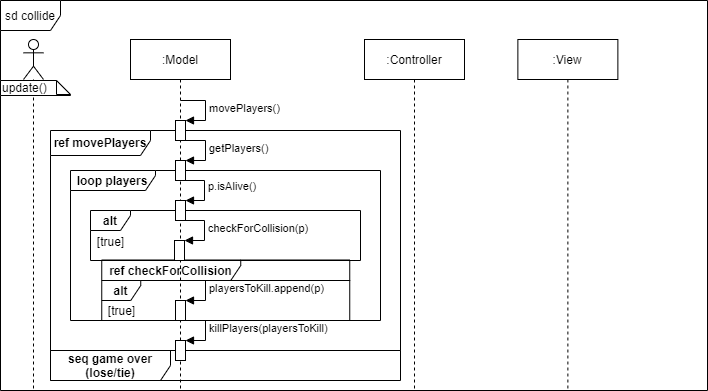 sd collide
update()
:Model
:Controller
:View
movePlayers()
ref movePlayers
getPlayers()
loop players
p.isAlive()
alt
[true]
checkForCollision(p)
ref checkForCollision
alt
[true]
playersToKill.append(p)
killPlayers(playersToKill)
seq game over
(lose/tie)